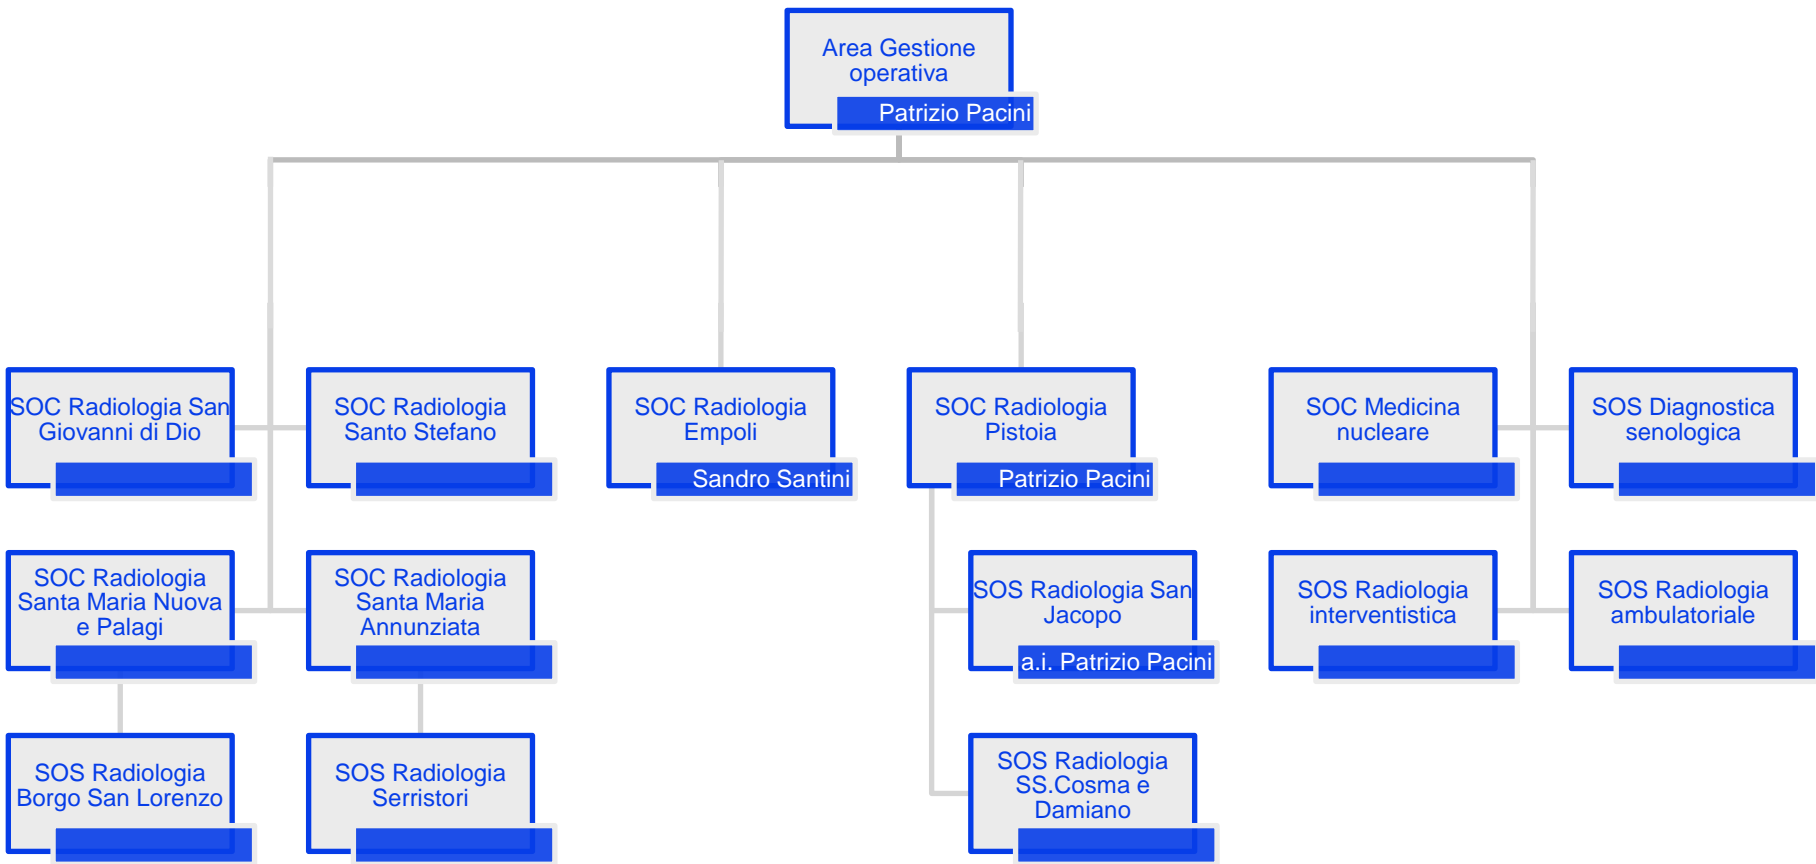 Area Gestione
operativa
Patrizio Pacini
SOC Radiologia San
Giovanni di Dio
SOC Radiologia
Santo Stefano
SOC Radiologia
Empoli
Sandro Santini
SOC Radiologia
Pistoia
Patrizio Pacini
SOC Medicina
nucleare
SOS Diagnostica
senologica
SOC Radiologia
Santa Maria Nuova
e Palagi
SOC Radiologia
Santa Maria
Annunziata
SOS Radiologia San
Jacopo
a.i. Patrizio Pacini
SOS Radiologia
interventistica
SOS Radiologia
ambulatoriale
SOS Radiologia
Borgo San Lorenzo
SOS Radiologia
Serristori
SOS Radiologia
SS.Cosma e
Damiano